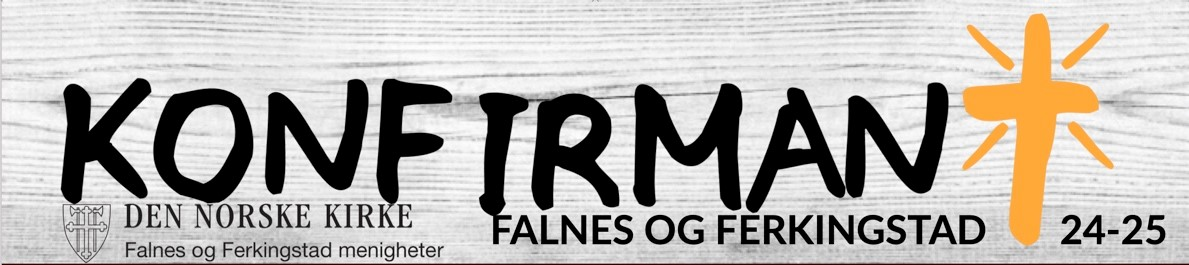 KONFIRMANT
DEN NORSKE KIRKE
Falnes og Ferkingstad menigheter
FALNES OG FERKINGSTAD 24-25